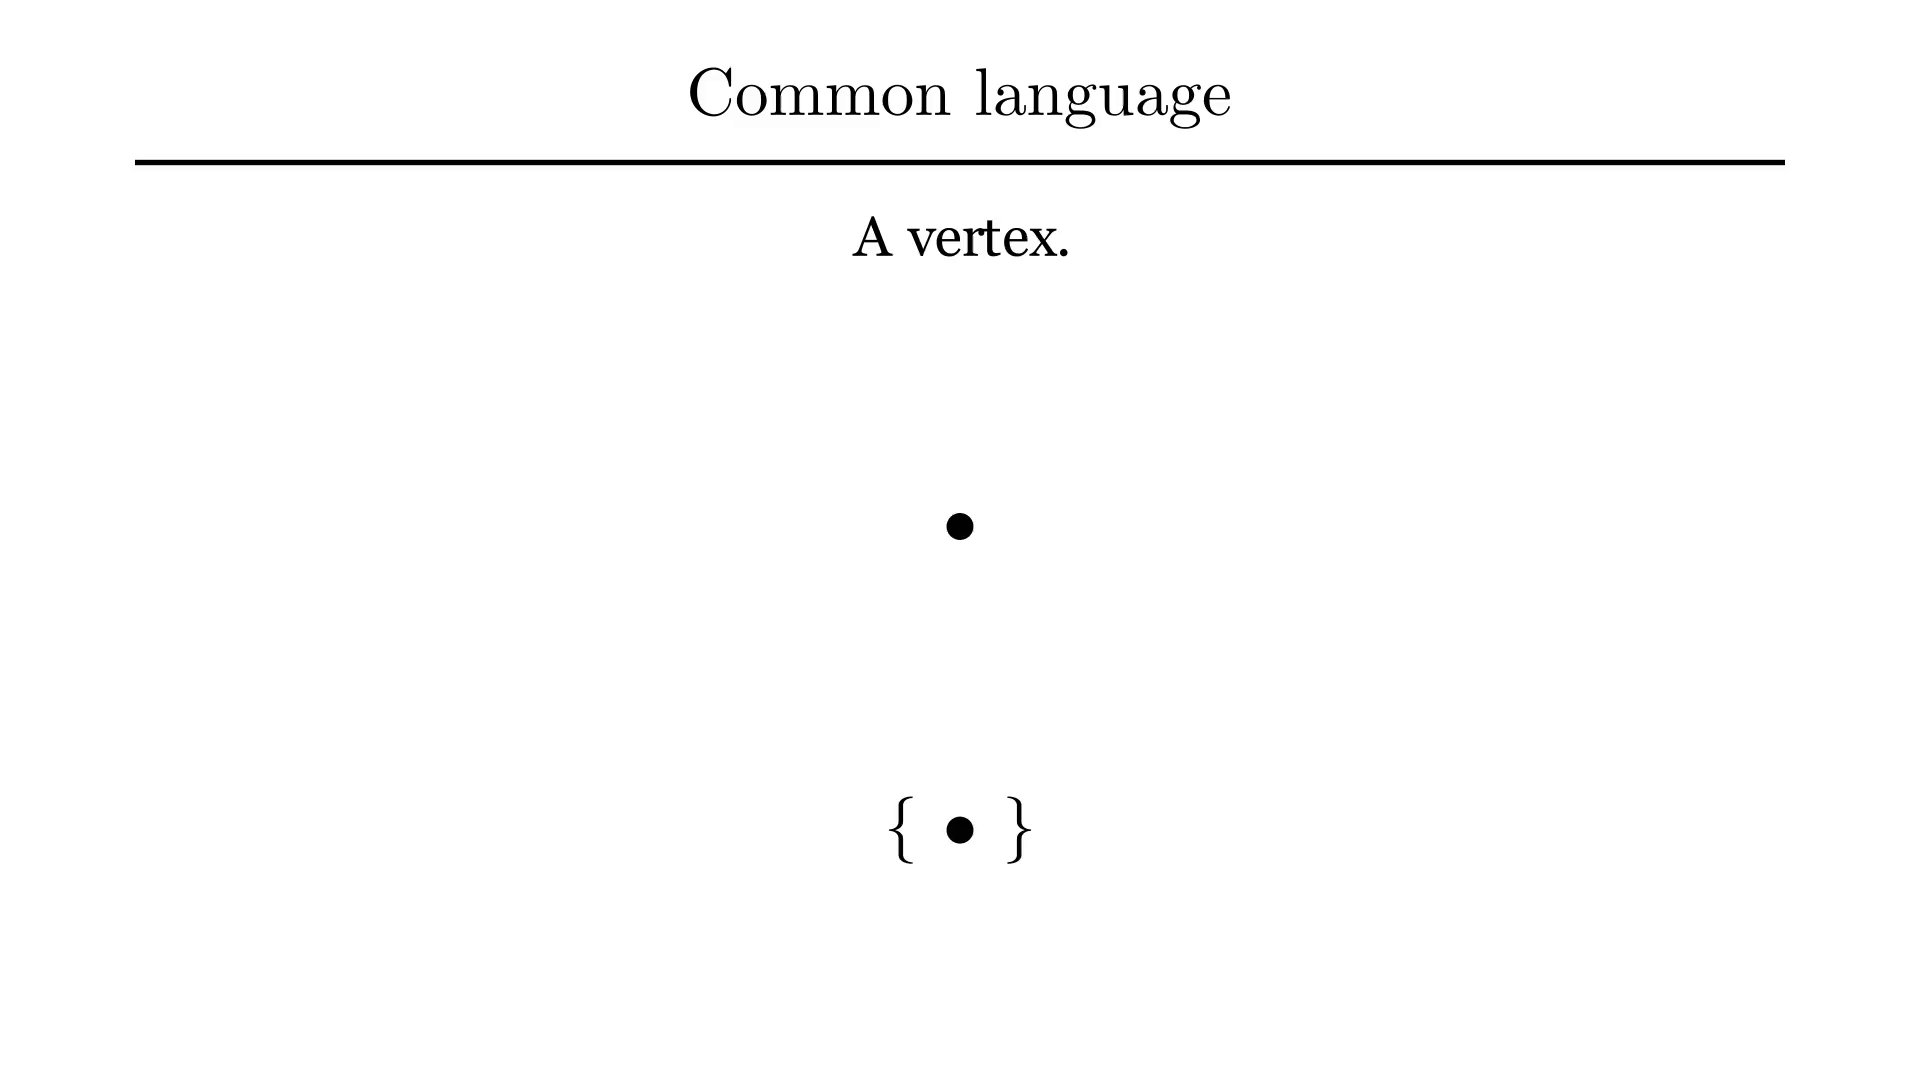 Common language
A vertex.
{ • }